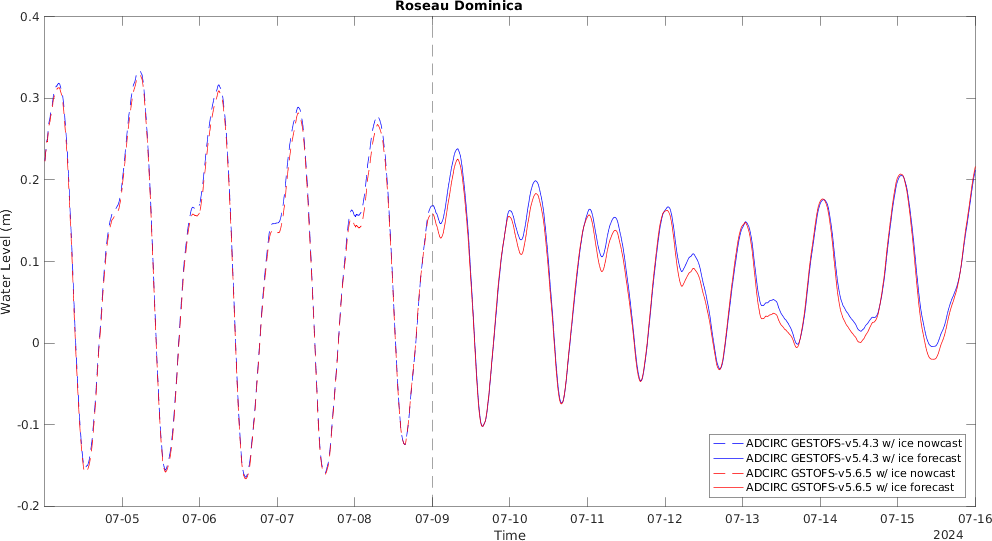 Roseau Dominica
0.4
0.3
0.2
0.1
0
-0.1
-0.2
Water Level (m)
07-05 07-06 07-07 07-08 07-09 07-10 07-11 07-12 07-13 07-14 07-15 07-16
Time
2024
ADCIRC GESTOFS-v5.4.3 w/ ice nowcast
ADCIRC GESTOFS-v5.4.3 w/ ice forecast
ADCIRC GSTOFS-v5.6.5 w/ ice nowcast
ADCIRC GSTOFS-v5.6.5 w/ ice forecast